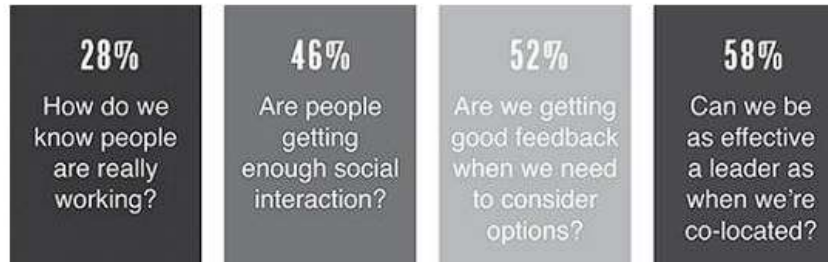 28%
How do we
know people
are really
working?
46%
Are people
getting
enough social
interaction?
52%
Are we getting
good feedback
when we need
to consider
options?
58%
Can we be
as effective
a leader as
when we're
co-located?